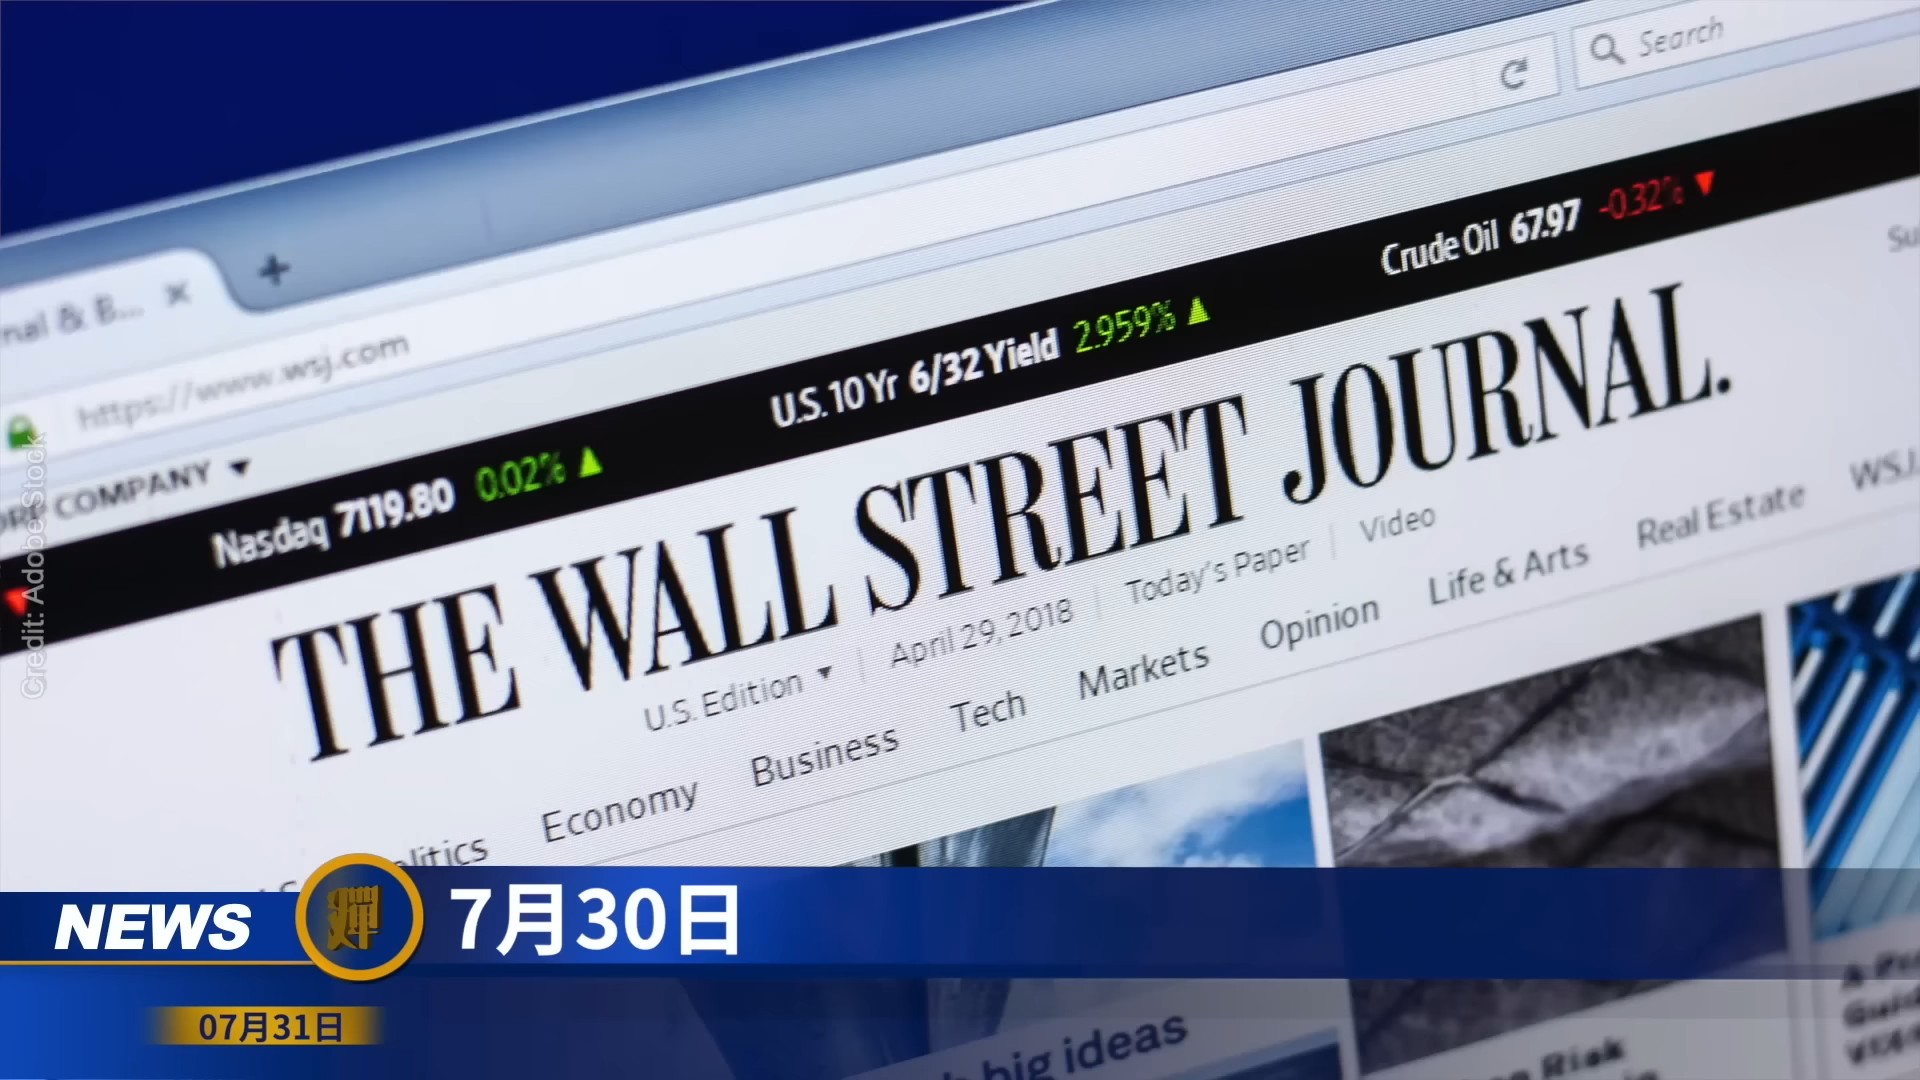 Search
nal & B...
https://www.wsj.com
COMPANY
Nasdaq 7119.80 0.02%
U.S. 10 Yr 6/32 Yield 2.959%
Crude Oil 67.97 -0.32%
THE WALL STREET JOURNAL.
U.S. Edition
April 29, 2018
Today's Paper
Video
Economy
Business
Tech
Markets
Opinion
Life & Arts
Real Estate
WSJ.
big ideas
Risk
Credit: AdobeStock
NEWS
7月30日
07月31日